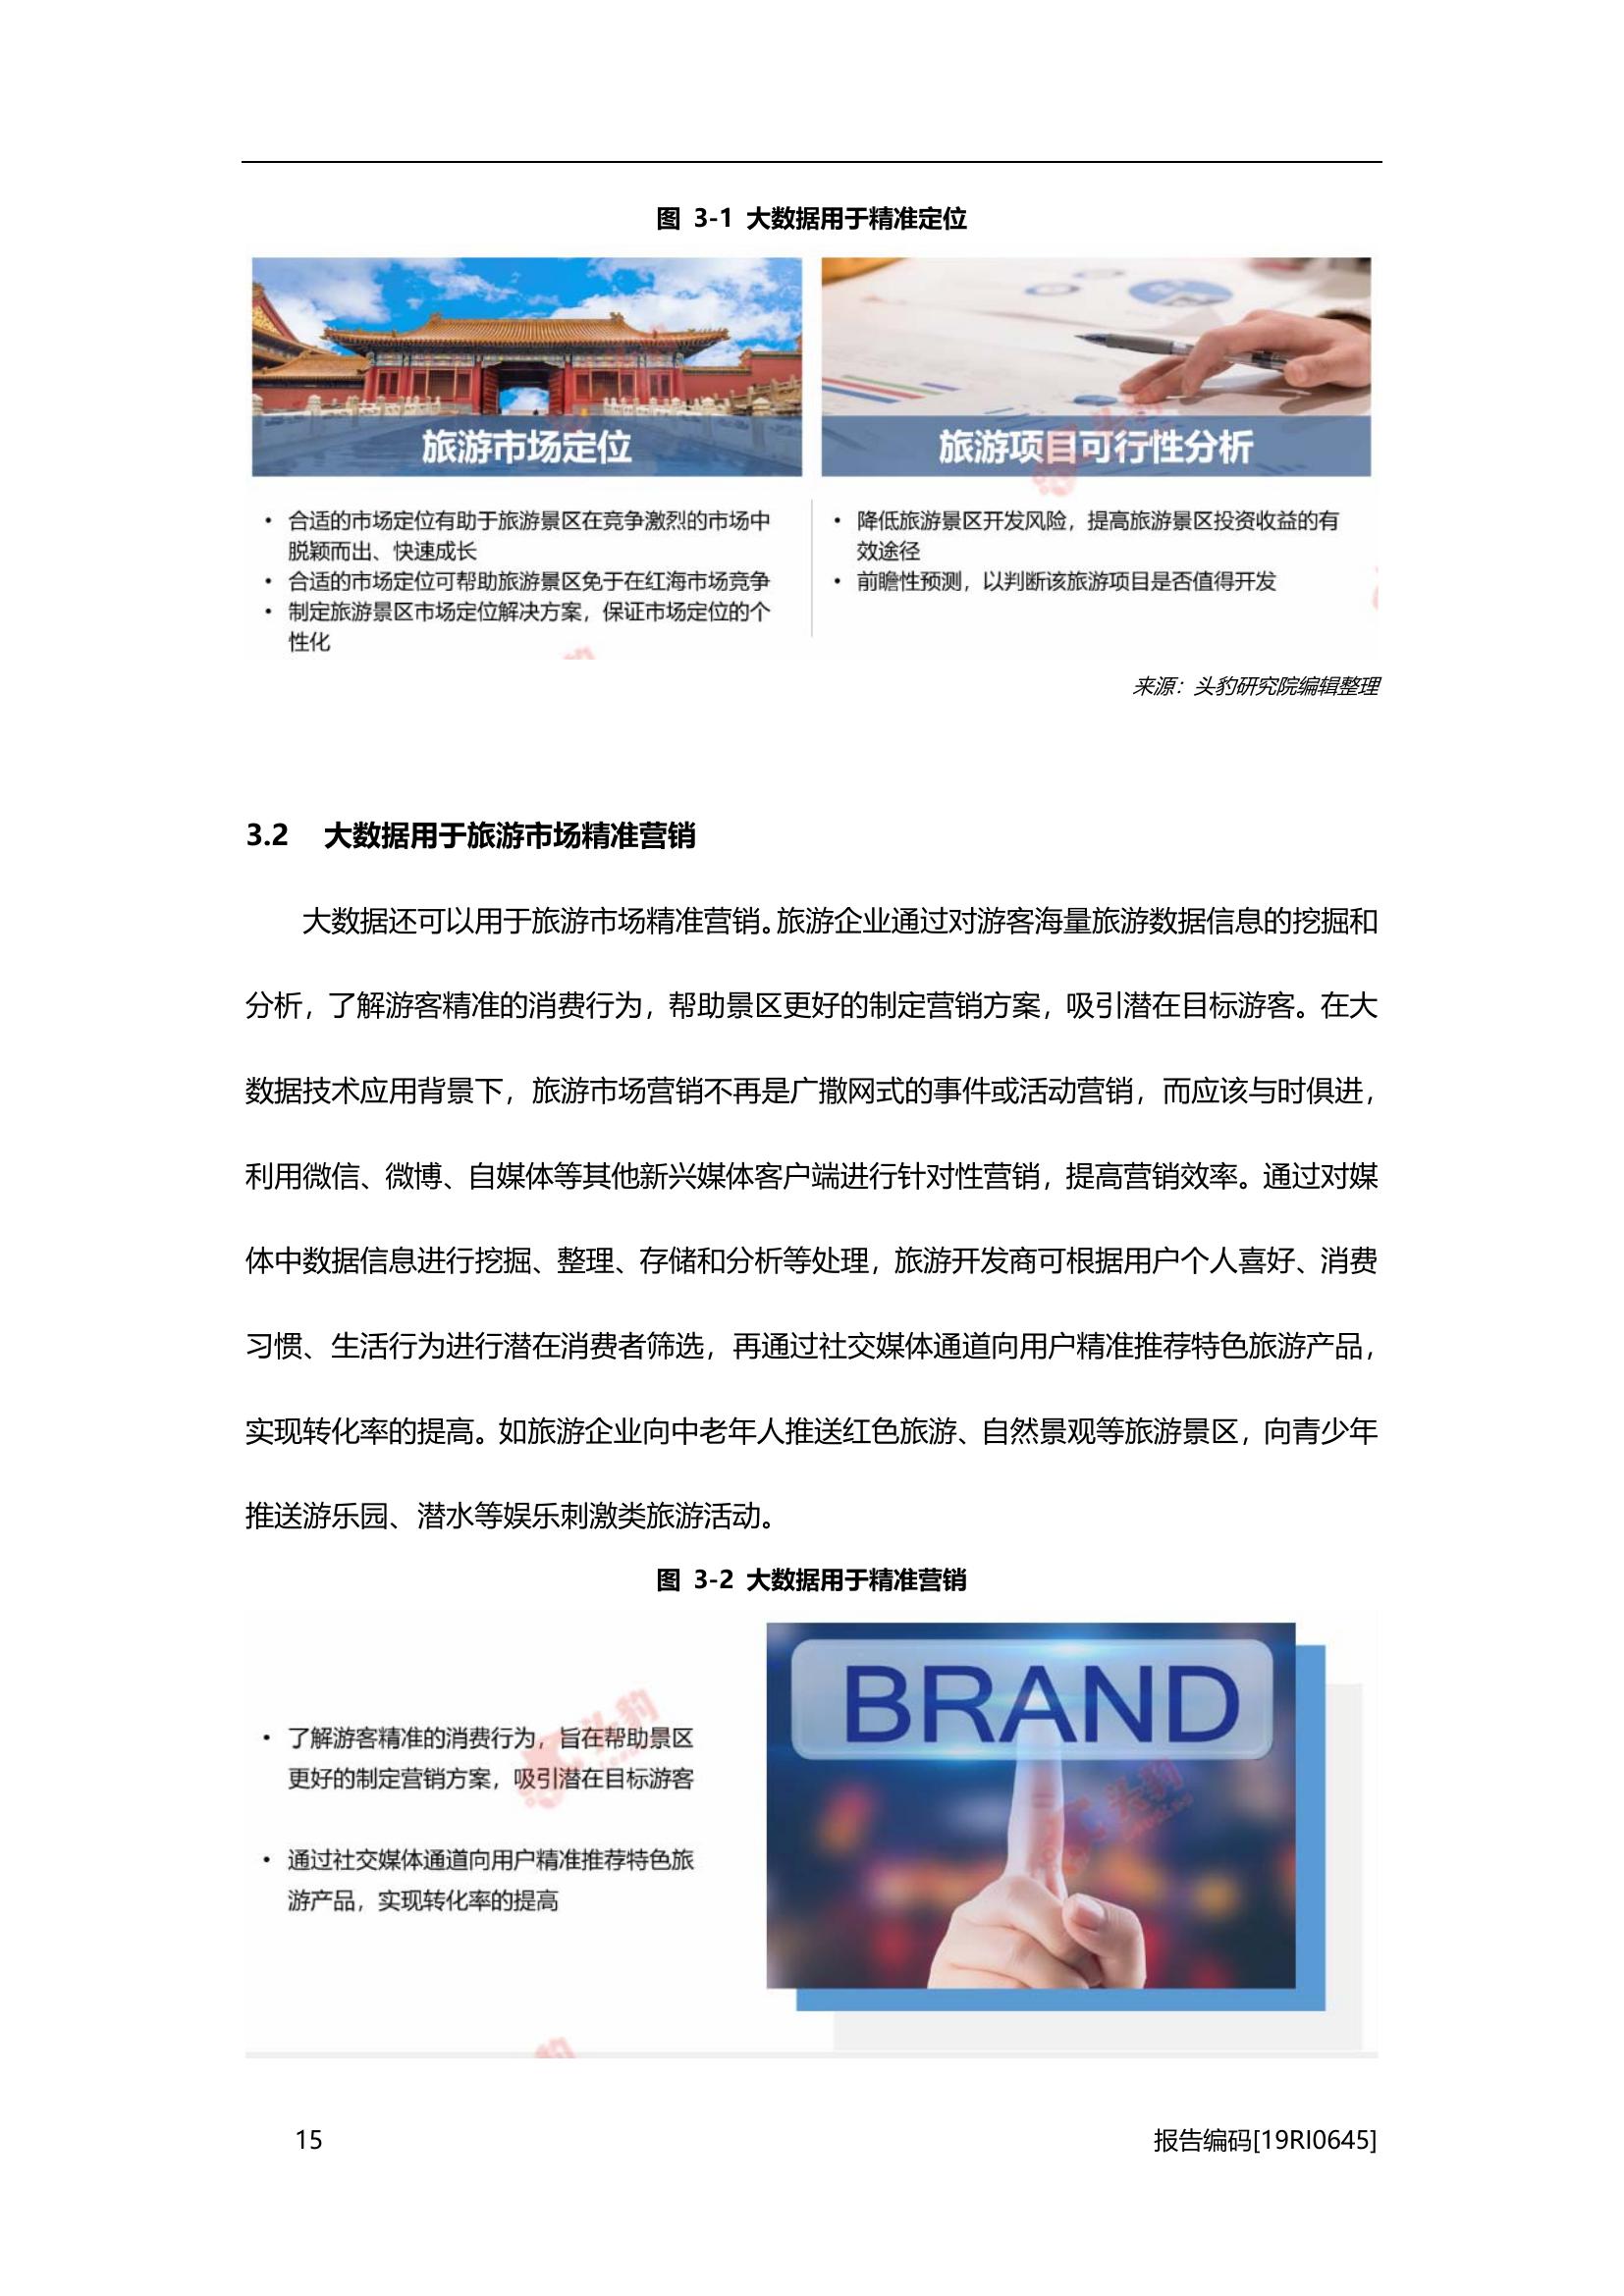 图 3-1 大数据用于精准定位
旅游市场定位
• 合适的市场定位有助于旅游景区在竞争激烈的市场中
脱颖而出、快速成长
• 合适的市场定位可帮助旅游景区免于在红海市场竞争
• 制定旅游景区市场定位解决方案，保证市场定位的个
性化
旅游项目可行性分析
• 降低旅游景区开发风险，提高旅游景区投资收益的有
效途径
• 前瞻性预测，以判断该旅游项目是否值得开发
来源：头豹研究院编辑整理
3.2 大数据用于旅游市场精准营销
大数据还可以用于旅游市场精准营销。旅游企业通过对游客海量旅游数据信息的挖掘和
分析，了解游客精准的消费行为，帮助景区更好的制定营销方案，吸引潜在目标游客。在大
数据技术应用背景下，旅游市场营销不再是广撒网式的事件或活动营销，而应该与时俱进，
利用微信、微博、自媒体等其他新兴媒体客户端进行针对性营销，提高营销效率。通过对媒
体中数据信息进行挖掘、整理、存储和分析等处理，旅游开发商可根据用户个人喜好、消费
习惯、生活行为进行潜在消费者筛选，再通过社交媒体通道向用户精准推荐特色旅游产品，
实现转化率的提高。如旅游企业向中老年人推送红色旅游、自然景观等旅游景区，向青少年
推送游乐园、潜水等娱乐刺激类旅游活动。
图 3-2 大数据用于精准营销
• 了解游客精准的消费行为，旨在帮助景区
更好的制定营销方案，吸引潜在目标游客
• 通过社交媒体通道向用户精准推荐特色旅
游产品，实现转化率的提高
BRAND
头豹
头豹
15
报告编码[19RI0645]